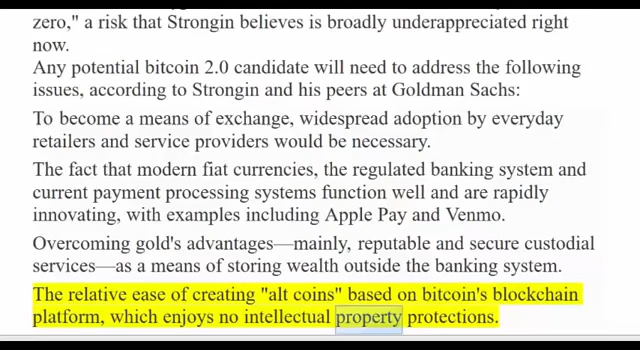 zero," a risk that Strongin believes is broadly underappreciated right
now.
Any potential bitcoin 2.0 candidate will need to address the following
issues, according to Strongin and his peers at Goldman Sachs:
To become a means of exchange, widespread adoption by everyday
retailers and service providers would be necessary.
The fact that modern fiat currencies, the regulated banking system and
current payment processing systems function well and are rapidly
innovating, with examples including Apple Pay and Venmo.
Overcoming gold's advantages—mainly, reputable and secure custodial
services—as a means of storing wealth outside the banking system.
The relative ease of creating "alt coins" based on bitcoin's blockchain
platform, which enjoys no intellectual property protections.